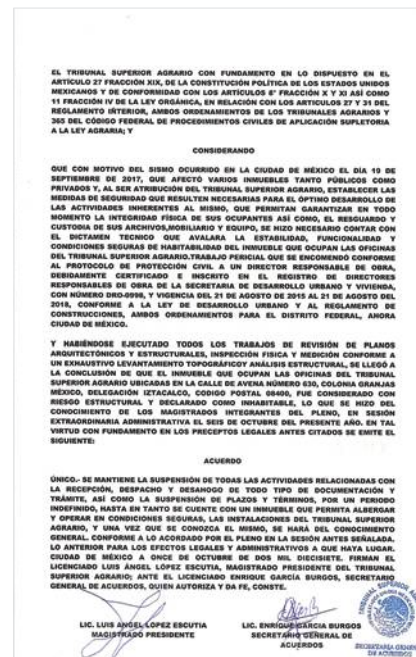 EL TRIBUNAL SUPERIOR AGRARIO CON FUNDAMENTO EN LO DISPUESTO EN EL
ARTÍCULO 27 FRACCIÓN XIX, DE LA CONSTITUCIÓN POLÍTICA DE LOS ESTADOS UNIDOS
MEXICANOS Y DE CONFORMIDAD CON LOS ARTÍCULOS 8° FRACCIÓN X Y XI ASÍ COMO
11 FRACCIÓN IV DE LA LEY ORGÁNICA, EN RELACIÓN CON LOS ARTICULOS 27 Y 31 DEL
REGLAMENTO INTERIOR, AMBOS ORDENAMIENTOS DE LOS TRIBUNALES AGRARIOS Y
365 DEL CÓDIGO FEDERAL DE PROCEDIMIENTOS CIVILES DE APLICACIÓN SUPLETORIA
A LA LEY AGRARIA; Y
CONSIDERANDO
QUE CON MOTIVO DEL SISMO OCURRIDO EN LA CIUDAD DE MÉXICO EL DÍA 19 DE
SEPTIEMBRE DE 2017, QUE AFECTÓ VARIOS INMUEBLES TANTO PÚBLICOS COMO
PRIVADOS Y, AL SER ATRIBUCIÓN DEL TRIBUNAL SUPERIOR AGRARIO, ESTABLECER LAS
MEDIDAS DE SEGURIDAD QUE RESULTEN NECESARIAS PARA EL ÓPTIMO DESARROLLO DE
LAS ACTIVIDADES INHERENTES AL MISMO, QUE PERMITAN GARANTIZAR EN TODO
MOMENTO LA INTEGRIDAD FÍSICA DE SUS OCUPANTES ASÍ COMO, EL RESGUARDO Y
CUSTODIA DE SUS ARCHIVOS,MOBILIARIO Y EQUIPO, SE HIZO NECESARIO CONTAR CON
EL DICTAMEN TECNICO QUE AVALARA LA ESTABILIDAD, FUNCIONALIDAD Y
CONDICIONES SEGURAS DE HABITABILIDAD DEL INMUEBLE QUE OCUPAN LAS OFICINAS
DEL TRIBUNAL SUPERIOR AGRARIO.TRABAJO PERICIAL QUE SE ENCOMENDÓ CONFORME
AL PROTOCOLO DE PROTECCIÓN CIVIL A UN DIRECTOR RESPONSABLE DE OBRA,
DEBIDAMENTE CERTIFICADO E INSCRITO EN EL REGISTRO DE DIRECTORES
RESPONSABLES DE OBRA DE LA SECRETARIA DE DESARROLLO URBANO Y VIVIENDA,
CON NÚMERO DRO-0998, Y VIGENCIA DEL 21 DE AGOSTO DE 2015 AL 21 DE AGOSTO DEL
2018, CONFORME A LA LEY DE DESARROLLO URBANO Y AL REGLAMENTO DE
CONSTRUCCIONES, AMBOS ORDENAMIENTOS PARA EL DISTRITO FEDERAL, AHORA
CIUDAD DE MÉXICO.
Y HABIÉNDOSE EJECUTADO TODOS LOS TRABAJOS DE REVISIÓN DE PLANOS
ARQUITECTÓNICOS Y ESTRUCTURALES, INSPECCIÓN FISICA Y MEDICIÓN CONFORME A
UN EXHAUSTIVO LEVANTAMIENTO TOPOGRÁFICOY ANÁLISIS ESTRUCTURAL, SE LLEGÓ A
LA CONCLUSIÓN DE QUE EL INMUEBLE QUE OCUPAN LAS OFICINAS DEL TRIBUNAL
SUPERIOR AGRARIO UBICADAS EN LA CALLE DE AVENA NÚMERO 630, COLONIA GRANJAS
MÉXICO, DELEGACIÓN IZTACALCO, CÓDIGO POSTAL 08400, FUE CONSIDERADO CON
RIESGO ESTRUCTURAL Y DECLARADO COMO INHABITABLE, LO QUE SE HIZO DEL
CONOCIMIENTO DE LOS MAGISTRADOS INTEGRANTES DEL PLENO, EN SESIÓN
EXTRAORDINARIA ADMINISTRATIVA EL SEIS DE OCTUBRE DEL PRESENTE AÑO. EN TAL
VIRTUD CON FUNDAMENTO EN LOS PRECEPTOS LEGALES ANTES CITADOS SE EMITE EL
SIGUIENTE:
ACUERDO
ÚNICO.- SE MANTIENE LA SUSPENSIÓN DE TODAS LAS ACTIVIDADES RELACIONADAS CON
LA RECEPCIÓN, DESPACHO Y DESAHOGO DE TODO TIPO DE DOCUMENTACIÓN Y
TRÁMITE, ASÍ COMO LA SUSPENSIÓN DE PLAZOS Y TÉRMINOS, POR UN PERIODO
INDEFINIDO, HASTA EN TANTO SE CUENTE CON UN INMUEBLE QUE PERMITA ALBERGAR
Y OPERAR EN CONDICIONES SEGURAS, LAS INSTALACIONES DEL TRIBUNAL SUPERIOR
AGRARIO, Y UNA VEZ QUE SE CONOZCA EL MISMO, SE HARÁ DEL CONOCIMIENTO
GENERAL. CONFORME A LO ACORDADO POR EL PLENO EN LA SESIÓN ANTES SEÑALADA.
LO ANTERIOR PARA LOS EFECTOS LEGALES Y ADMINISTRATIVOS A QUE HAYA LUGAR.
CIUDAD DE MÉXICO A ONCE DE OCTUBRE DE DOS MIL DIECISIETE. FIRMAN EL
LICENCIADO LUIS ÁNGEL LÓPEZ ESCUTIA, MAGISTRADO PRESIDENTE DEL TRIBUNAL
SUPERIOR AGRARIO; ANTE EL LICENCIADO ENRIQUE GARCÍA BURGOS, SECRETARIO
GENERAL DE ACUERDOS, QUIEN AUTORIZA Y DA FE, CONSTE.
LIC. LUIS ANGEL LÓPEZ ESCUTIA
MAGISTRADO PRESIDENTE
LIC. ENRIQUE GARCIA BURGOS
SECRETARIO GENERAL DE
ACUERDOS
SECRETARIA GENERAL
DE ACUERDOS